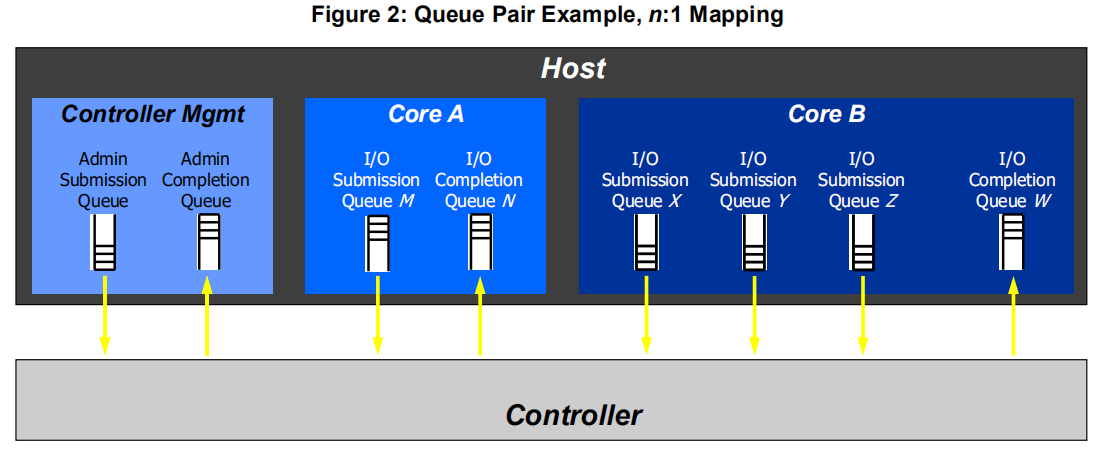 Figure 2: Queue Pair Example, n:1 Mapping
Host
Controller Mgmt
Admin
Submission
Queue
Admin
Completion
Queue
Core A
I/O
Submission
Queue M
I/O
Completion
Queue N
Core B
I/O
Submission
Queue X
I/O
Submission
Queue Y
I/O
Submission
Queue Z
I/O
Completion
Queue W
Controller